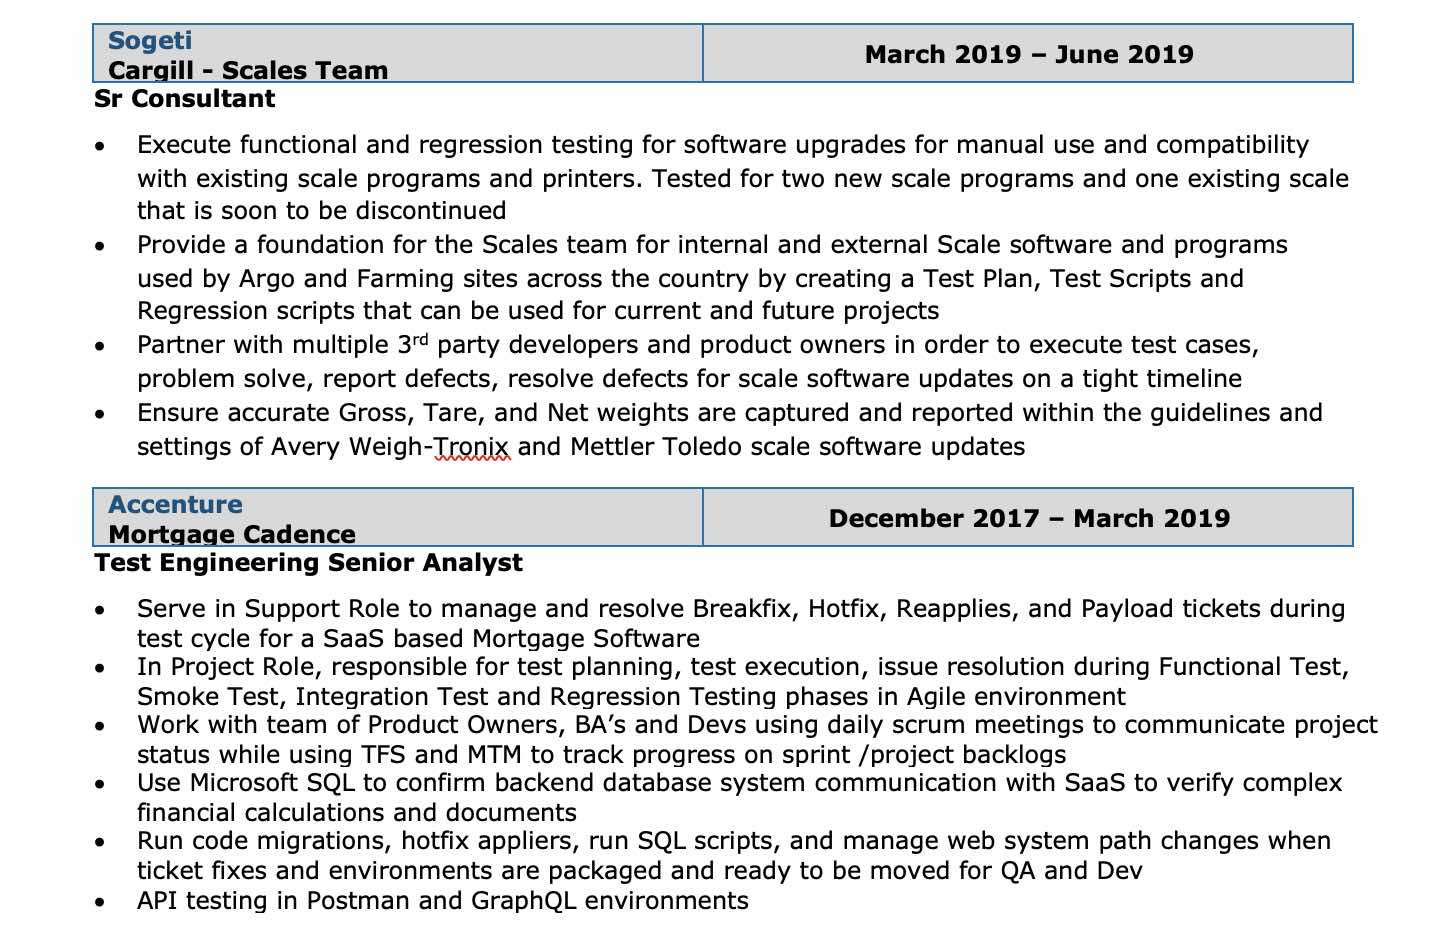 Sogeti
Cargill - Scales Team
March 2019 – June 2019
Sr Consultant
• Execute functional and regression testing for software upgrades for manual use and compatibility
with existing scale programs and printers. Tested for two new scale programs and one existing scale
that is soon to be discontinued
• Provide a foundation for the Scales team for internal and external Scale software and programs
used by Argo and Farming sites across the country by creating a Test Plan, Test Scripts and
Regression scripts that can be used for current and future projects
• Partner with multiple 3rd party developers and product owners in order to execute test cases,
problem solve, report defects, resolve defects for scale software updates on a tight timeline
• Ensure accurate Gross, Tare, and Net weights are captured and reported within the guidelines and
settings of Avery Weigh-Tronix and Mettler Toledo scale software updates
Accenture
Mortgage Cadence
December 2017 – March 2019
Test Engineering Senior Analyst
• Serve in Support Role to manage and resolve Breakfix, Hotfix, Reapplies, and Payload tickets during
test cycle for a SaaS based Mortgage Software
• In Project Role, responsible for test planning, test execution, issue resolution during Functional Test,
Smoke Test, Integration Test and Regression Testing phases in Agile environment
• Work with team of Product Owners, BA’s and Devs using daily scrum meetings to communicate project
status while using TFS and MTM to track progress on sprint /project backlogs
• Use Microsoft SQL to confirm backend database system communication with SaaS to verify complex
financial calculations and documents
• Run code migrations, hotfix appliers, run SQL scripts, and manage web system path changes when
ticket fixes and environments are packaged and ready to be moved for QA and Dev
• API testing in Postman and GraphQL environments